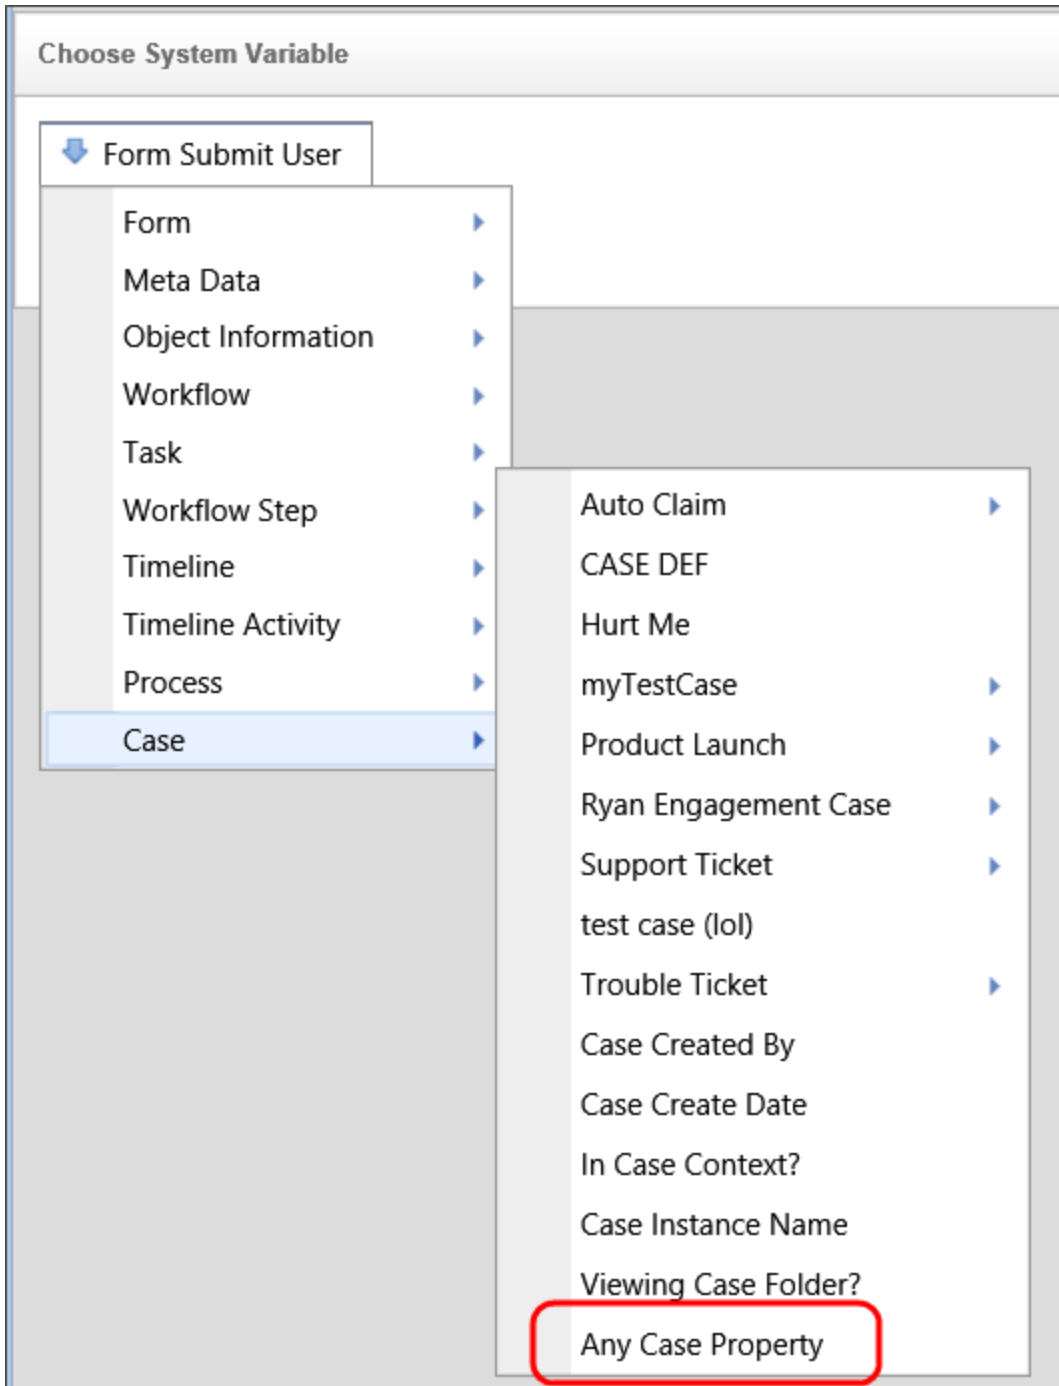 Choose System Variable
Form Submit User
Form
Meta Data
Object Information
Workflow
Task
Workflow Step
Timeline
Timeline Activity
Process
Case
Auto Claim
CASE DEF
Hurt Me
myTestCase
Product Launch
Ryan Engagement Case
Support Ticket
test case (lol)
Trouble Ticket
Case Created By
Case Create Date
In Case Context?
Case Instance Name
Viewing Case Folder?
Any Case Property